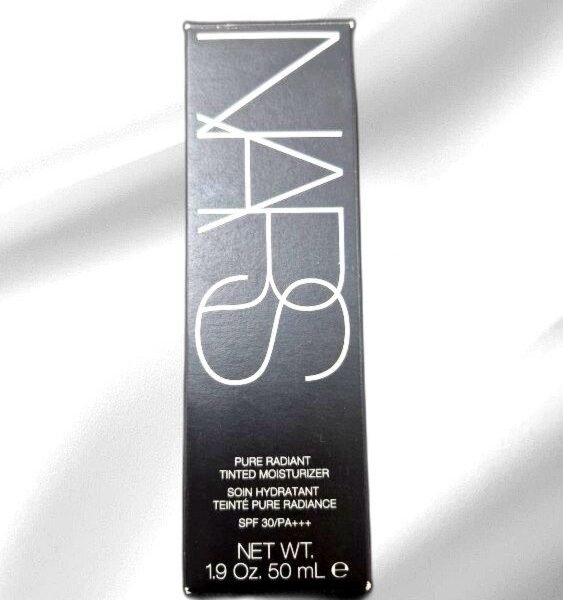 NARS
PURE RADIANT
TINTED MOISTURIZER
SOIN HYDRATANT
TEINTÉ PURE RADIANCE
SPF 30/PA+++
NET WT.
1.9 Oz. 50 mL ℮